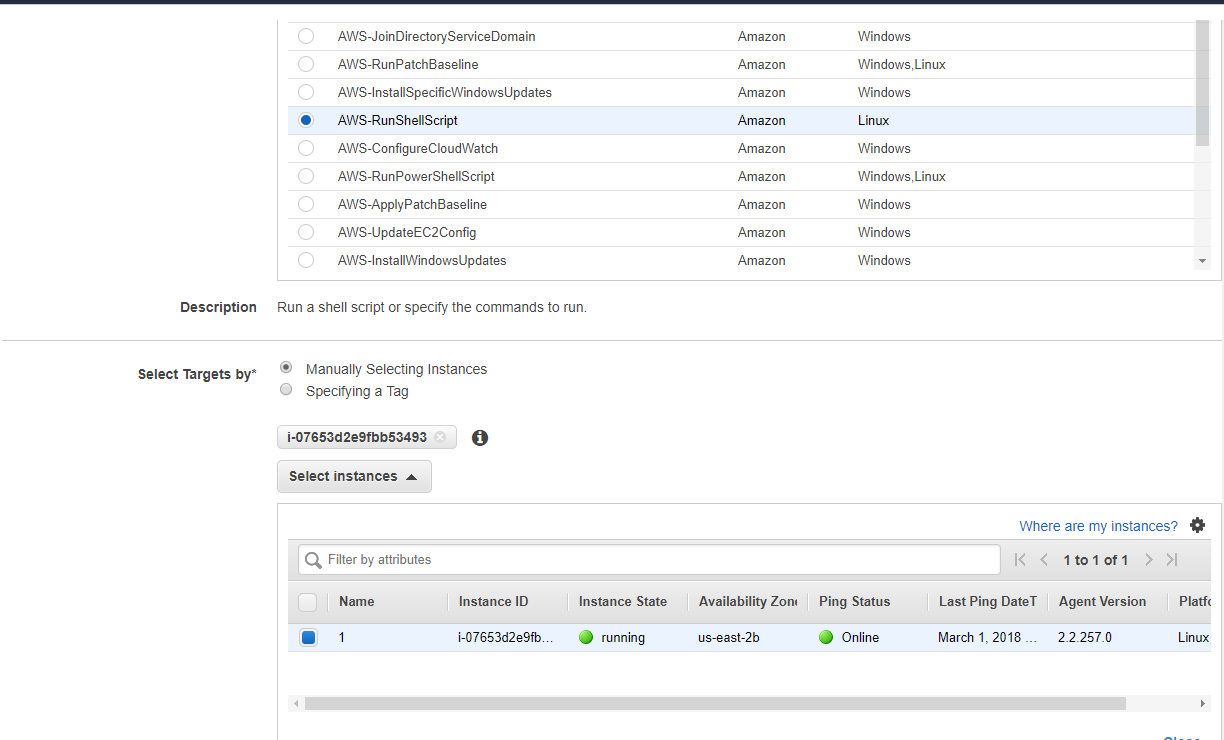 AWS-JoinDirectoryServiceDomain Amazon Windows
AWS-RunPatchBaseline Amazon Windows,Linux
AWS-InstallSpecificWindowsUpdates Amazon Windows
AWS-RunShellScript Amazon Linux
AWS-ConfigureCloudWatch Amazon Windows
AWS-RunPowerShellScript Amazon Windows,Linux
AWS-ApplyPatchBaseline Amazon Windows
AWS-UpdateEC2Config Amazon Windows
AWS-InstallWindowsUpdates Amazon Windows
Description Run a shell script or specify the commands to run.
Select Targets by* Manually Selecting Instances
Specifying a Tag
i-07653d2e9fbb53493
Select instances
Where are my instances?
Filter by attributes 1 to 1 of 1
Name Instance ID Instance State Availability Zon Ping Status Last Ping DateT Agent Version Platfo
1 i-07653d2e9fb... running us-east-2b Online March 1, 2018 ... 2.2.257.0 Linux
Close